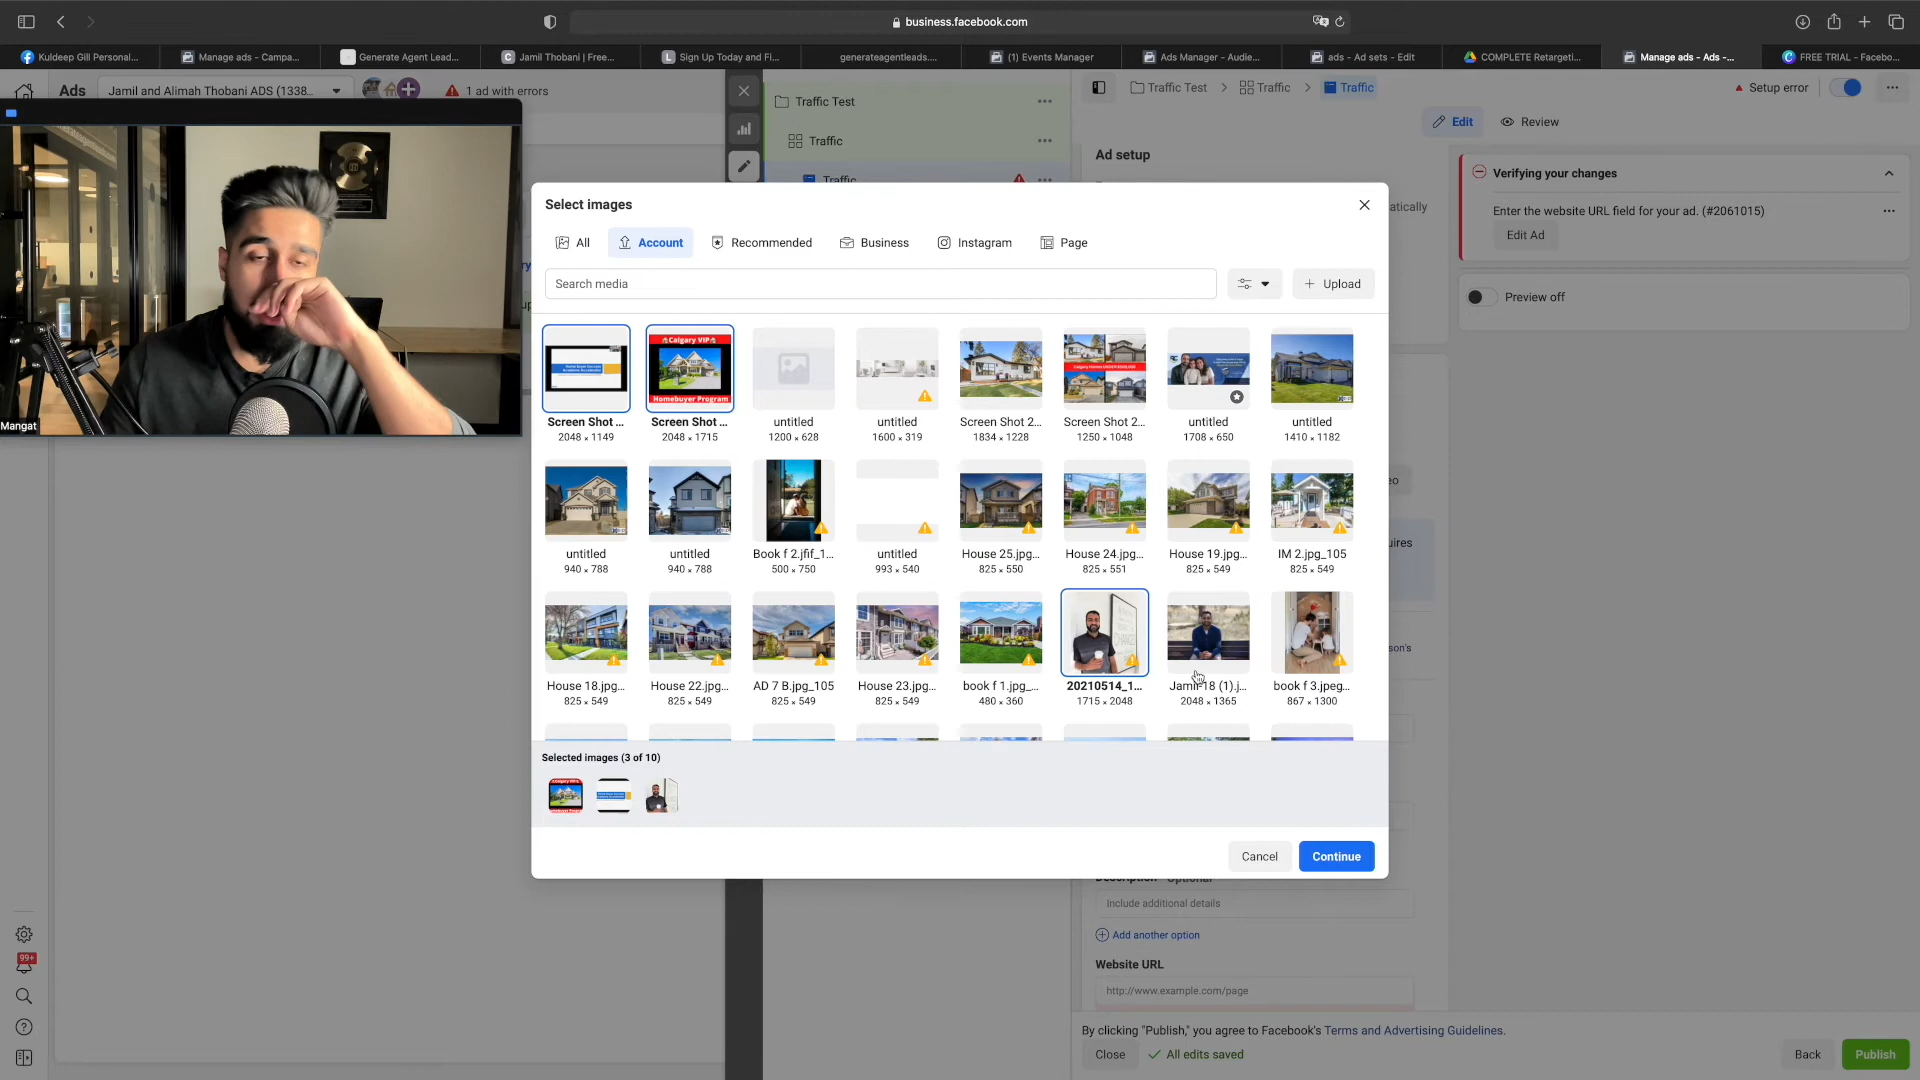 business.facebook.com
Kuldeep Gill Personal...
Manage ads - Campa...
Generate Agent Lead...
Jamil Thobani | Free...
Sign Up Today and Fi...
generateagentleads....
(1) Events Manager
Ads Manager - Audie...
ads - Ad sets - Edit
COMPLETE Retargeti...
Manage ads - Ads -...
FREE TRIAL – Facebo...
Ads
Jamil and Alimah Thobani ADS (1338...
1 ad with errors
Traffic Test
Traffic
Traffic
Traffic Test
Traffic
Traffic
Setup error
Edit
Review
Ad setup
Verifying your changes
Enter the website URL field for your ad. (#2061015)
Edit Ad
Preview off
Mangat
Select images
All
Account
Recommended
Business
Instagram
Page
Search media
Upload
Calgary VIP
Homebuyer Program
Screen Shot ...
2048 × 1149
Screen Shot ...
2048 × 1715
untitled
1200 × 628
untitled
1600 × 319
Screen Shot 2...
1834 × 1228
Screen Shot 2...
1250 × 1048
untitled
1708 × 650
untitled
1410 × 1182
untitled
940 × 788
untitled
940 × 788
Book f 2.jfif_1...
500 × 750
untitled
993 × 540
House 25.jpg...
825 × 550
House 24.jpg...
825 × 551
House 19.jpg...
825 × 549
IM 2.jpg_105
825 × 549
House 18.jpg...
825 × 549
House 22.jpg...
825 × 549
AD 7 B.jpg_105
825 × 549
House 23.jpg...
825 × 549
book f 1.jpg_...
480 × 360
20210514_1...
1715 × 2048
Jamil-18 (1).j...
2048 × 1365
book f 3.jpeg...
867 × 1300
Selected images (3 of 10)
Cancel
Continue
Description
Optional
Include additional details
Add another option
Website URL
http://www.example.com/page
By clicking "Publish," you agree to Facebook's Terms and Advertising Guidelines.
Close
All edits saved
Back
Publish
99+